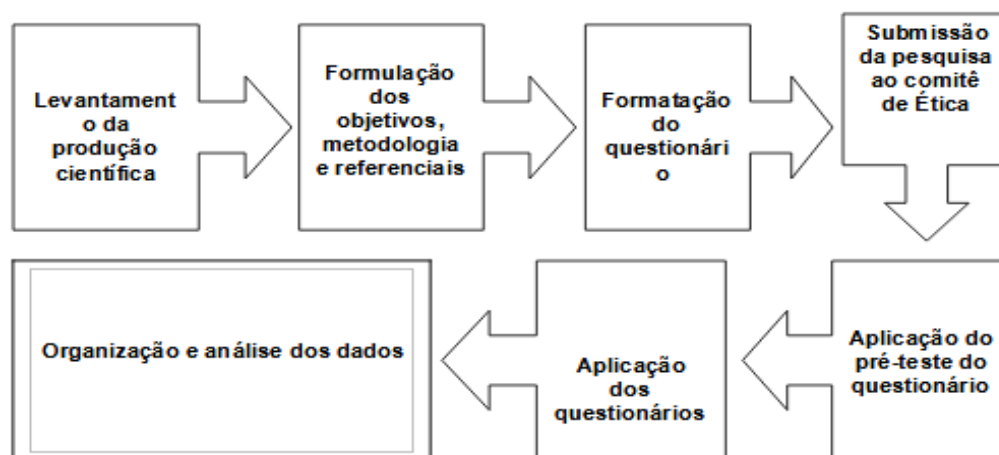 Levantament
o da
produção
científica
Formulação
dos
objetivos,
metodologia
e referenciais
Formatação
do
questionári
o
Submissão
da pesquisa
ao comitê
de Ética
Aplicação do
pré-teste do
questionário
Aplicação
dos
questionários
Organização e análise dos dados